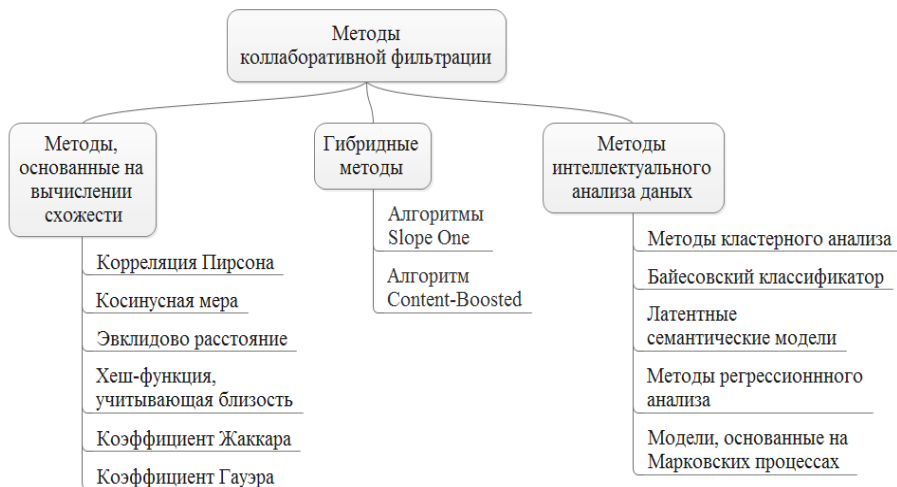 Методы
коллаборативной фильтрации
Методы,
основанные на
вычислении
схожести
Корреляция Пирсона
Косинусная мера
Эвклидово расстояние
Хеш-функция,
учитывающая близость
Коэффициент Жаккара
Коэффициент Гауэра
Гибридные
методы
Алгоритмы
Slope One
Алгоритм
Content-Boosted
Методы
интеллектуального
анализа даных
Методы кластерного анализа
Байесовский классификатор
Латентные
семантические модели
Методы регрессионнного
анализа
Модели, основанные на
Марковских процессах